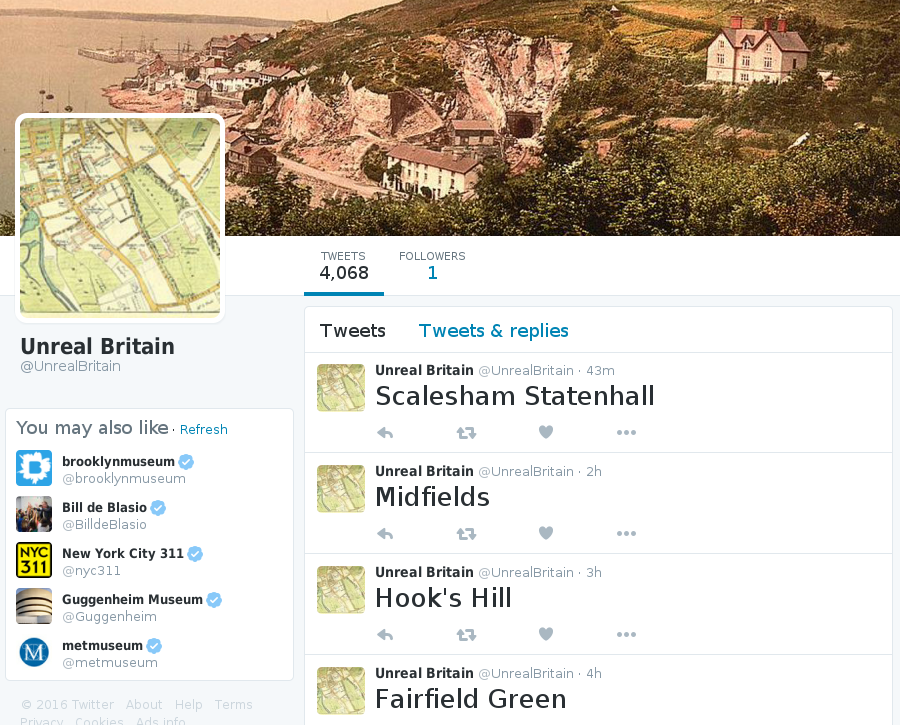 TWEETS
4,068
FOLLOWERS
1
Unreal Britain
@UnrealBritain
You may also like · Refresh
brooklynmuseum
@brooklynmuseum
Bill de Blasio
@BilldeBlasio
NYC
311
New York City 311
@nyc311
Guggenheim Museum
@Guggenheim
M
metmuseum
@metmuseum
© 2016 Twitter About Help Terms
Privacy Cookies Ads info
Tweets Tweets & replies
Unreal Britain @UnrealBritain · 43m
Scalesham Statenhall
Unreal Britain @UnrealBritain · 2h
Midfields
Unreal Britain @UnrealBritain · 3h
Hook's Hill
Unreal Britain @UnrealBritain · 4h
Fairfield Green